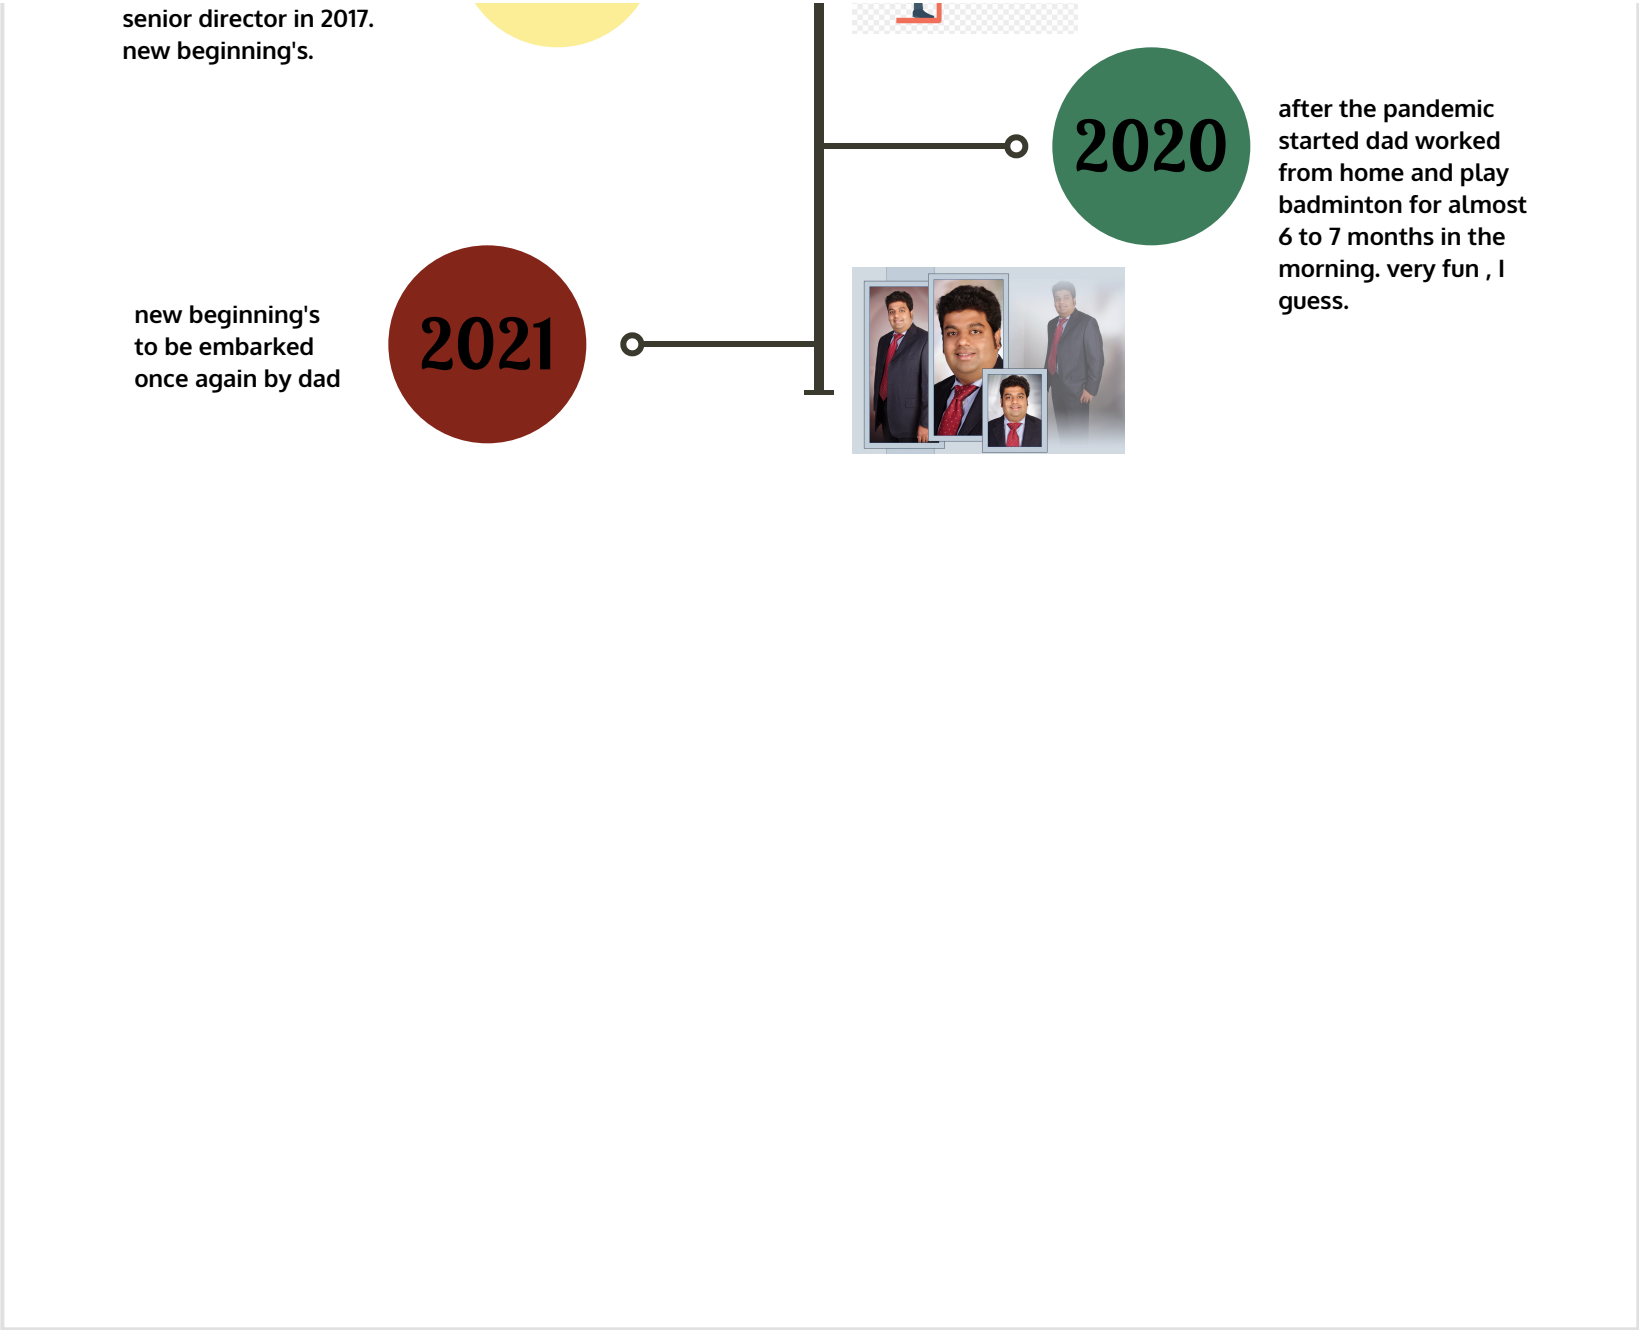 senior director in 2017.
new beginning's.
2020
after the pandemic
started dad worked
from home and play
badminton for almost
6 to 7 months in the
morning. very fun , I
guess.
new beginning's
to be embarked
once again by dad
2021